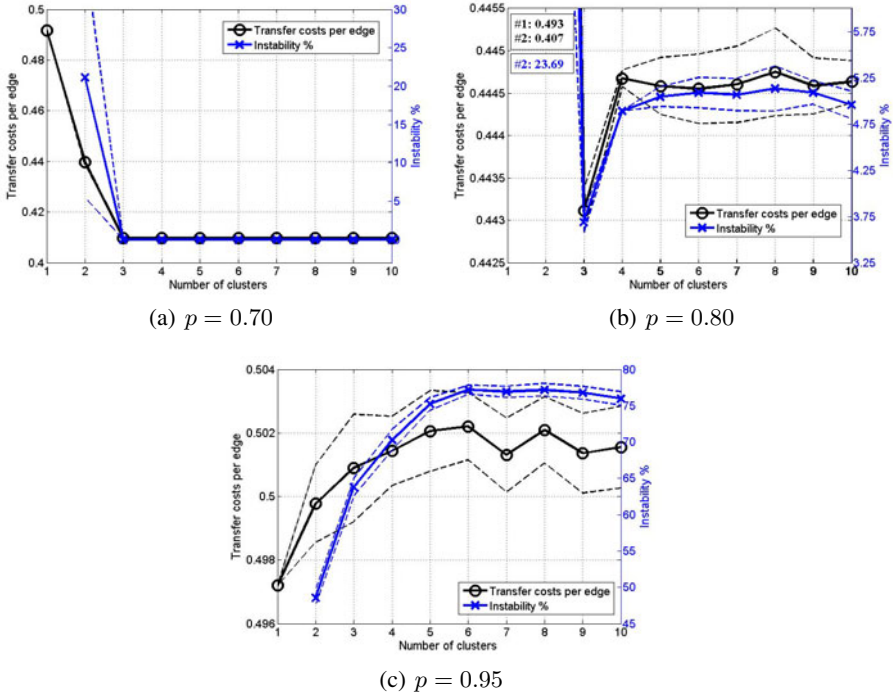 0.5
0.48
0.46
0.44
0.42
0.4
Transfer costs per edge
1 2 3 4 5 6 7 8 9 10
Number of clusters
30
25
20
15
10
5
Instability %
Transfer costs per edge
Instability %
(a) p = 0.70
#1: 0.493
#2: 0.407
#2: 23.69
0.4455
0.445
0.4445
0.444
0.4435
0.443
0.4425
Transfer costs per edge
1 2 3 4 5 6 7 8 9 10
Number of clusters
5.75
5.25
4.75
4.25
3.75
3.25
Instability %
Transfer costs per edge
Instability %
(b) p = 0.80
0.504
0.502
0.5
0.498
0.496
Transfer costs per edge
1 2 3 4 5 6 7 8 9 10
Number of clusters
80
75
70
65
60
55
50
45
Instability %
Transfer costs per edge
Instability %
(c) p = 0.95